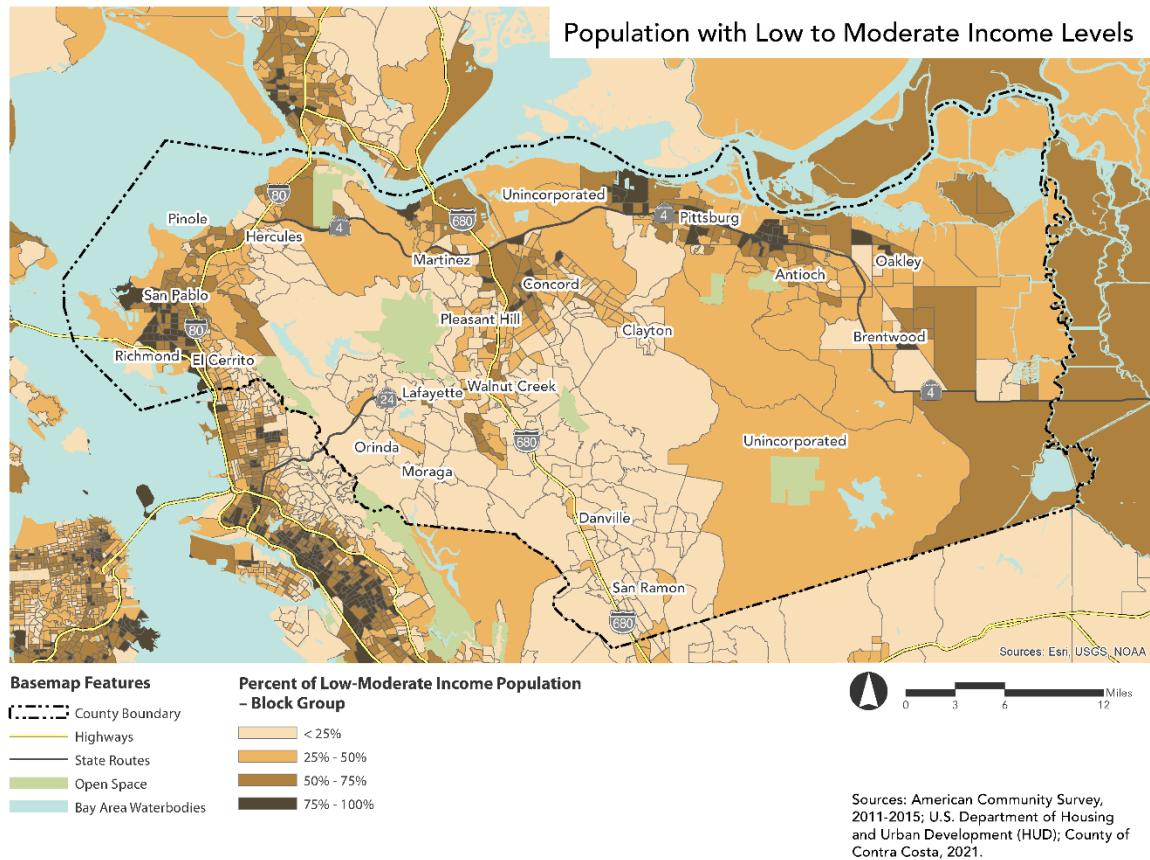 Population with Low to Moderate Income Levels
80
Unincorporated
Pinole
680
4
Pittsburg
4
Hercules
4
Martinez
Oakley
Antioch
Concord
San Pablo
Pleasant Hill
80
Clayton
Brentwood
Richmond
El Cerrito
Walnut Creek
Lafayette
24
4
680
Unincorporated
Orinda
Moraga
Danville
San Ramon
680
Sources: Esri, USGS, NOAA
Basemap Features
County Boundary
Highways
State Routes
Open Space
Bay Area Waterbodies
Percent of Low-Moderate Income Population
– Block Group
< 25%
25% - 50%
50% - 75%
75% - 100%
Miles
0 3 6 12
Sources: American Community Survey,
2011-2015; U.S. Department of Housing
and Urban Development (HUD); County of
Contra Costa, 2021.